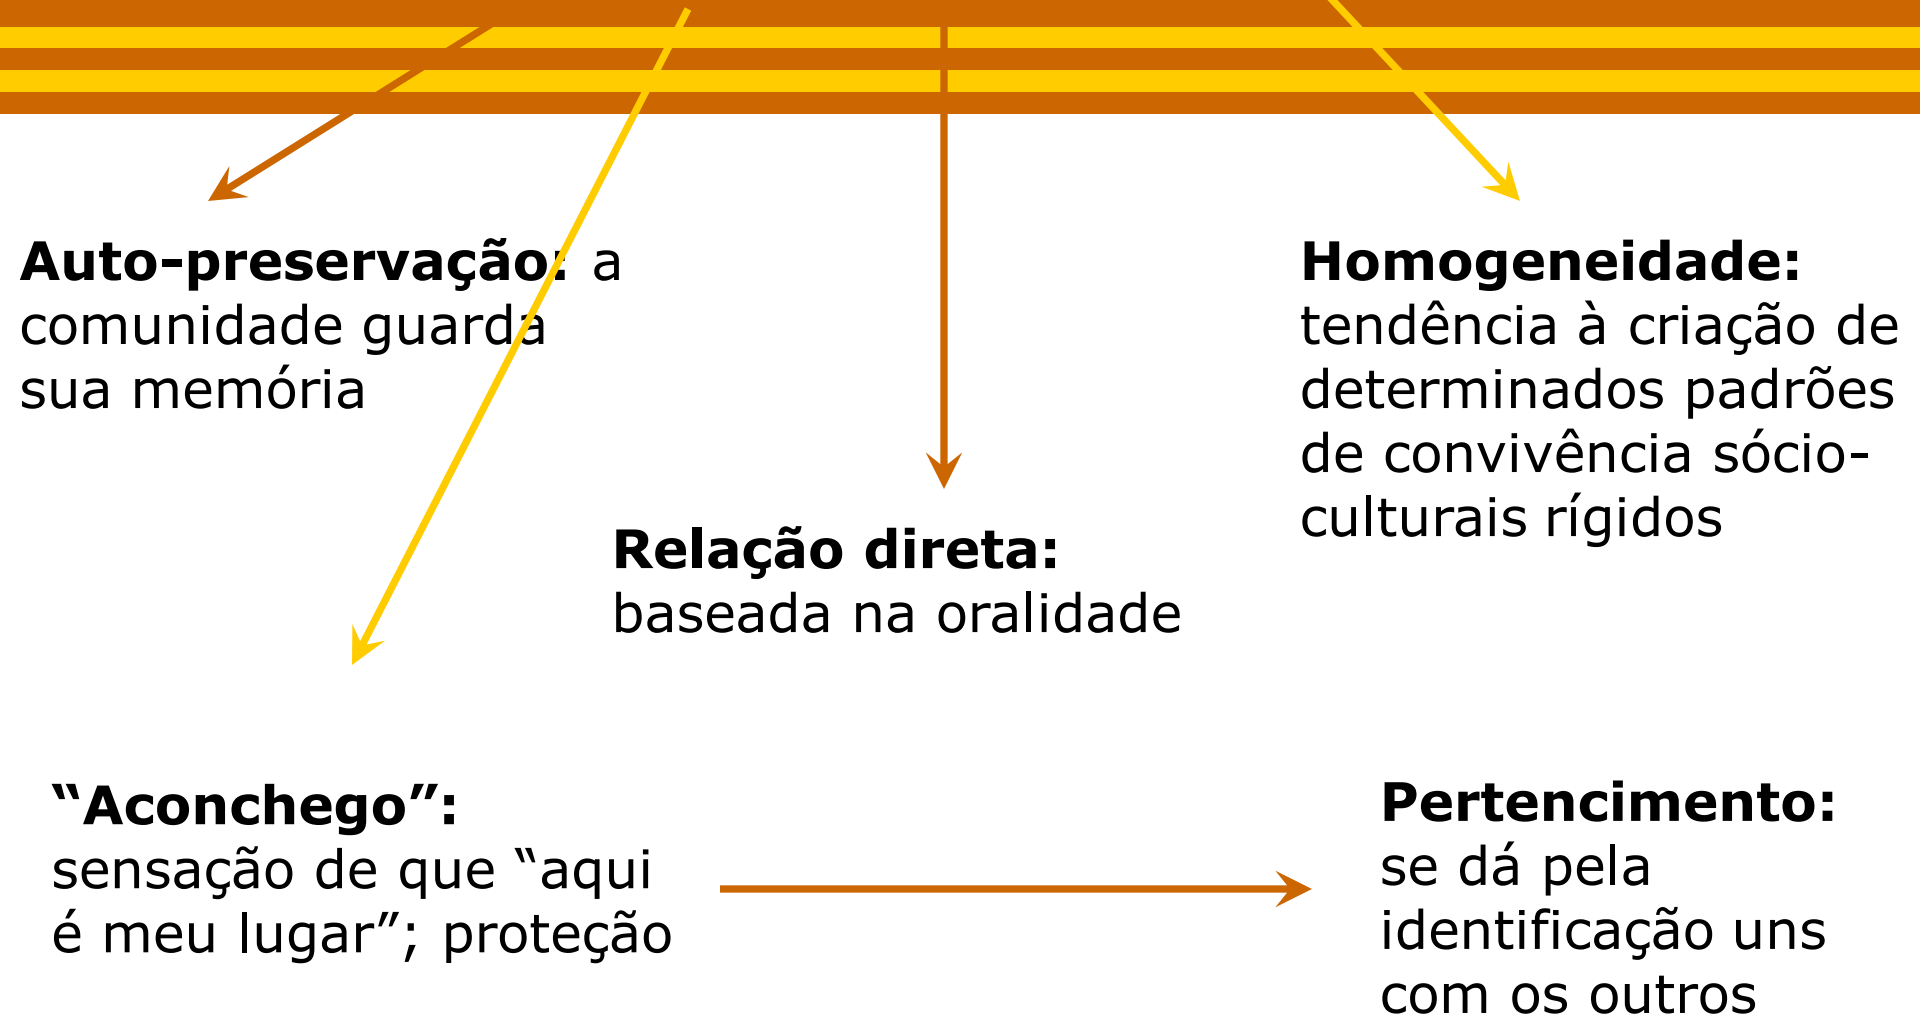 Auto-preservação: a
comunidade guarda
sua memória
Homogeneidade:
tendência à criação de
determinados padrões
de convivência sócio-
culturais rígidos
Relação direta:
baseada na oralidade
“Aconchego”:
sensação de que “aqui
é meu lugar”; proteção
Pertencimento:
se dá pela
identificação uns
com os outros